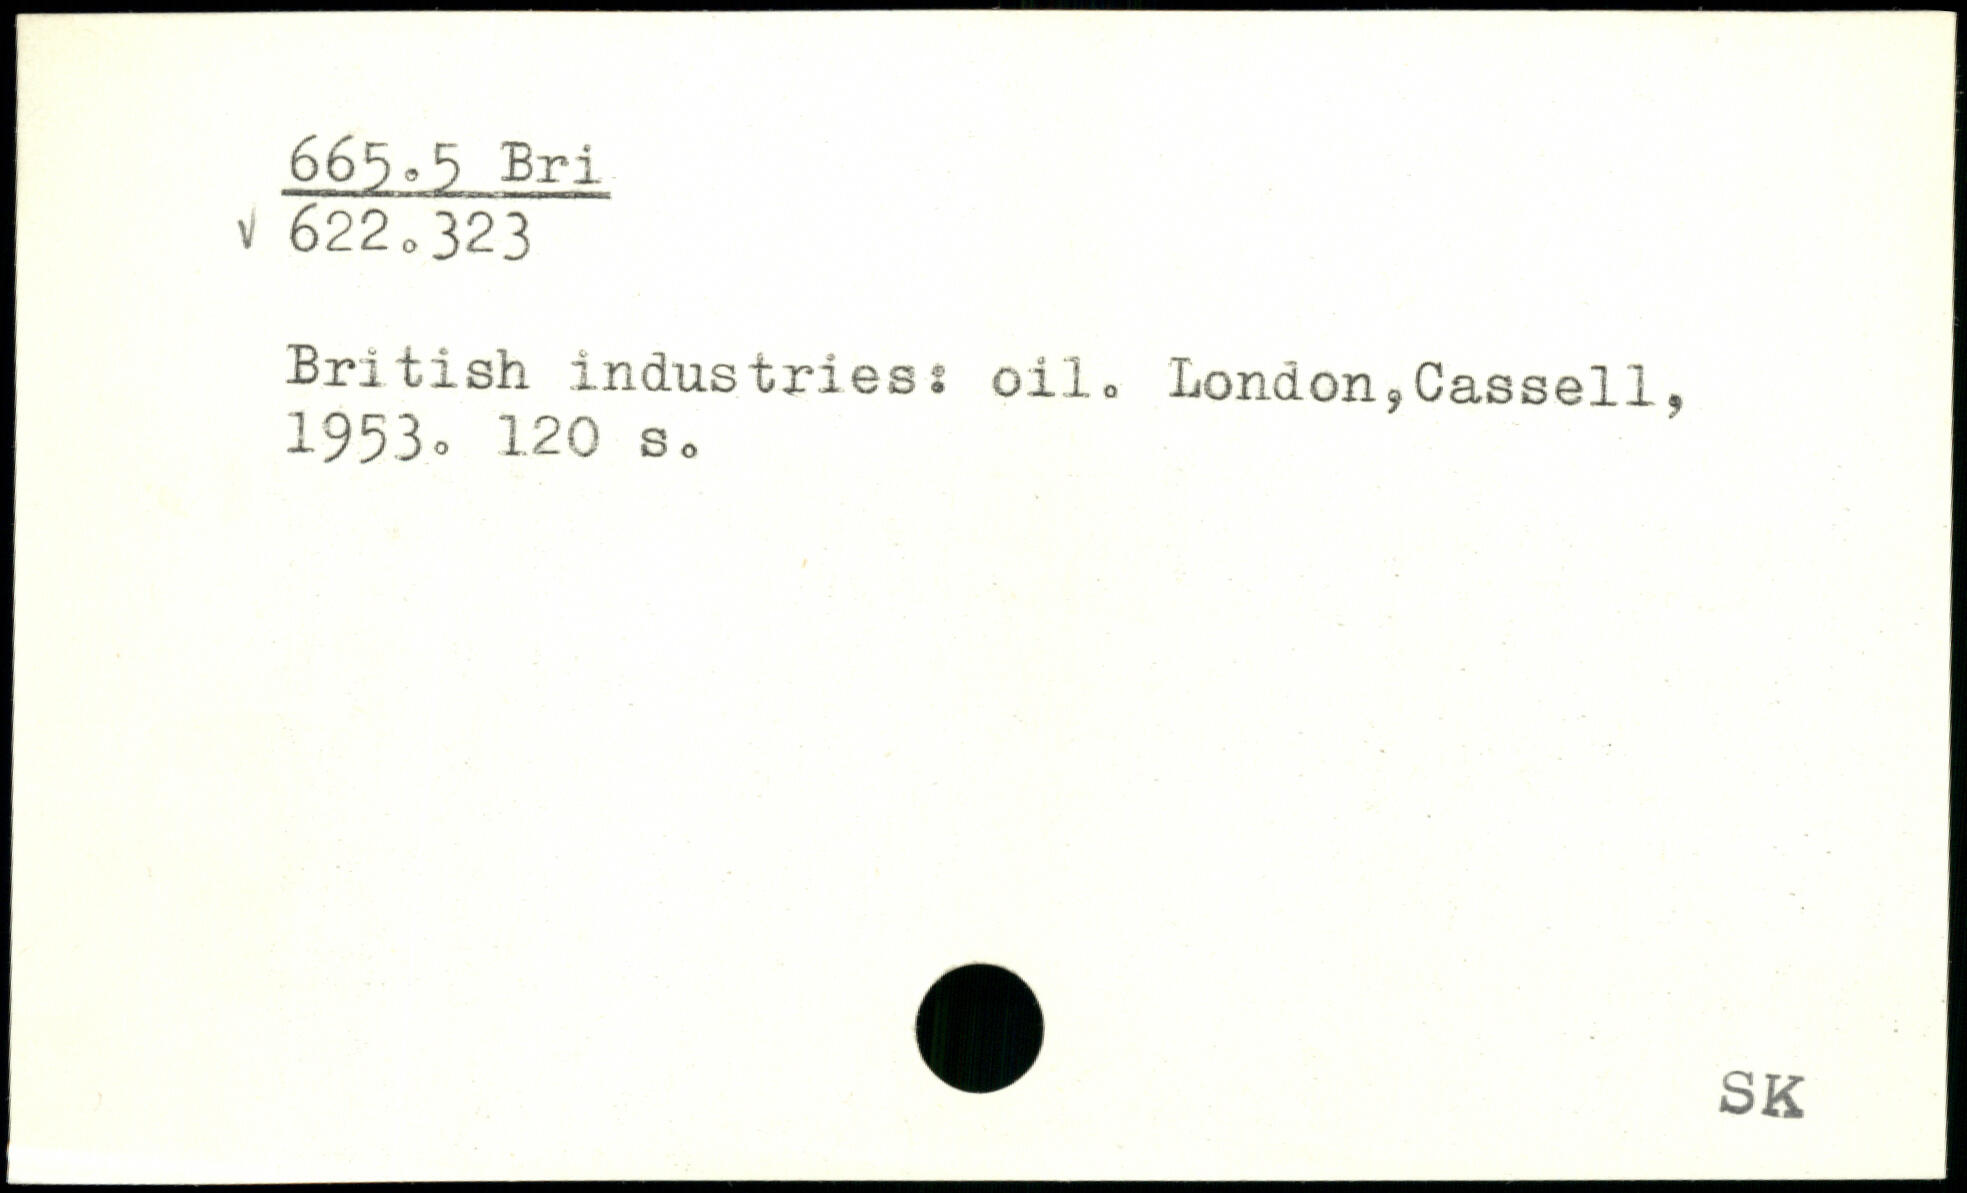 665.5 Bri
√ 622.323
British industries: oil. London,Cassell,
1953. 120 s.
SK